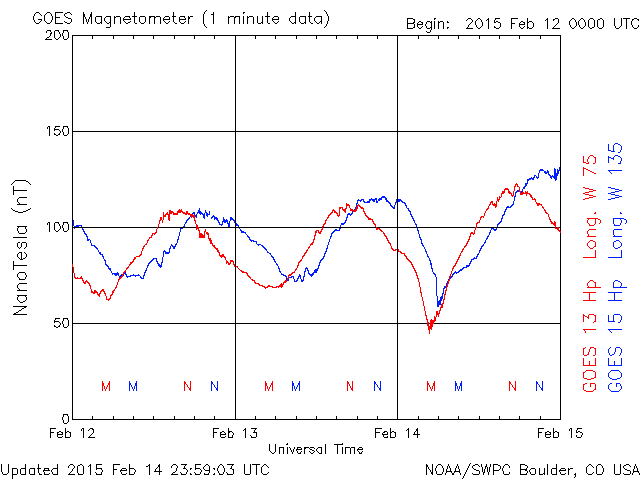 GOES Magnetometer (1 minute data)
Begin: 2015 Feb 12 0000 UTC
200
150
100
50
0
NanoTesla (nT)
M M N N M M N N M M N N
Feb 12 Feb 13 Feb 14 Feb 15
Universal Time
GOES 13 Hp Long. W 75
GOES 15 Hp Long. W 135
Updated 2015 Feb 14 23:59:03 UTC
NOAA/SWPC Boulder, CO USA